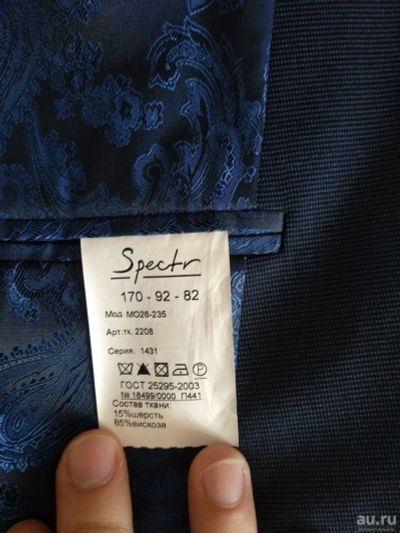 Spectr
170 - 92 - 82
Мод МО26-235
Арт.тк. 2208
Серия. 1431
P
ГОСТ 25295-2003
№ 18499/0000 П441
Состав ткани:
15%шерсть
85%вискоза
au.ru